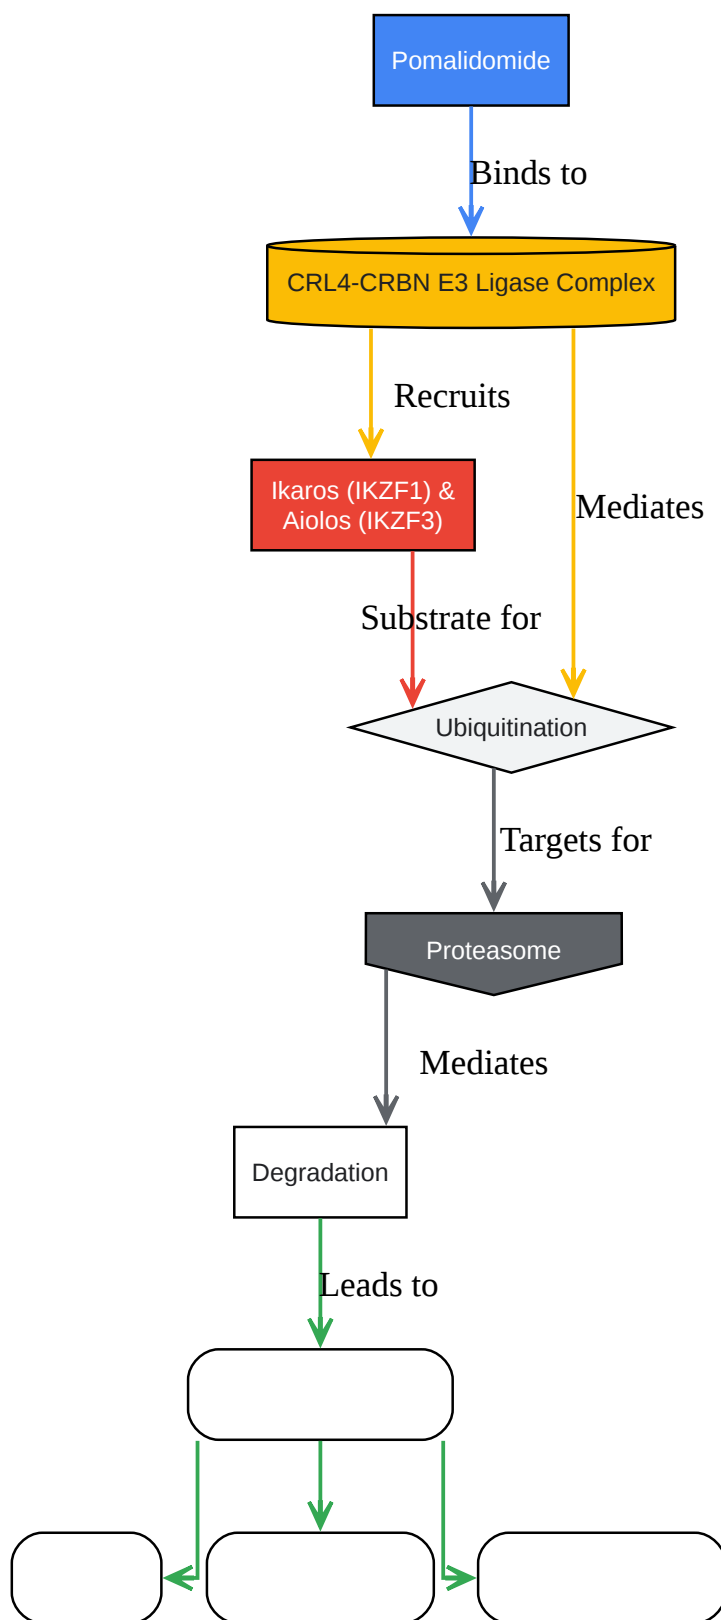 Pomalidomide
Binds to
CRL4-CRBN E3 Ligase Complex
Recruits
Ikaros (IKZF1) &
Aiolos (IKZF3)
Mediates
Substrate for
Ubiquitination
Targets for
Proteasome
Mediates
Degradation
Leads to